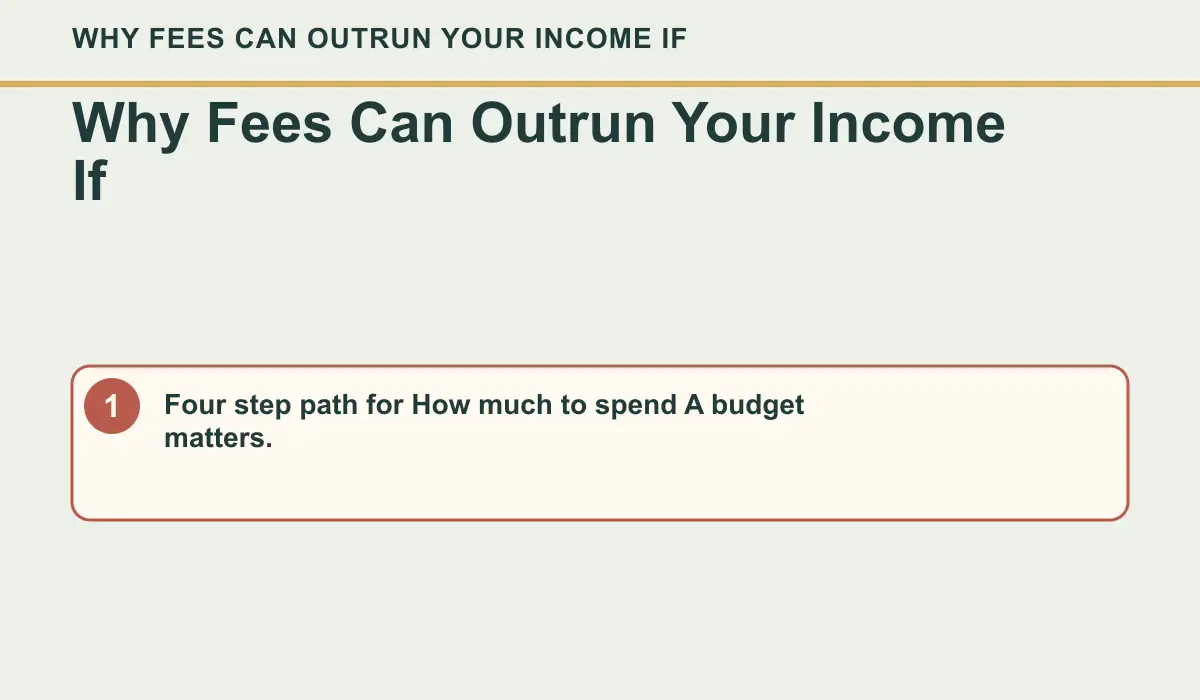 WHY FEES CAN OUTRUN YOUR INCOME IF
Why Fees Can Outrun Your Income
If
1
Four step path for How much to spend A budget
matters.